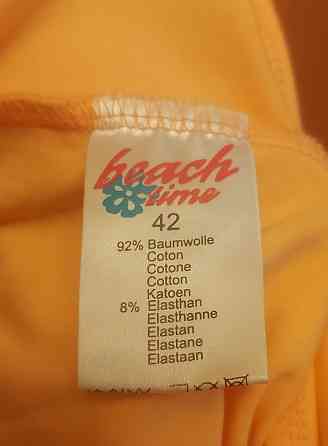 beach
time
42
92% Baumwolle
Coton
Cotone
Cotton
Katoen
8% Elasthan
Elasthanne
Elastan
Elastane
Elastaan